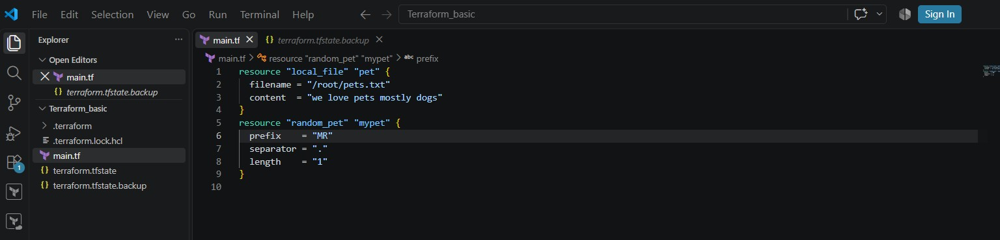 File Edit Selection View Go Run Terminal Help Terraform_basic Sign In
Explorer ...
Open Editors
main.tf
terraform.tfstate.backup
Terraform_basic
.terraform
.terraform.lock.hcl
main.tf
terraform.tfstate
terraform.tfstate.backup
1
main.tf terraform.tfstate.backup
main.tf > resource "random_pet" "mypet" > abc prefix
1 resource "local_file" "pet" {
2   filename = "/root/pets.txt"
3   content  = "we love pets mostly dogs"
4 }
5 resource "random_pet" "mypet" {
6   prefix    = "MR"
7   separator = "."
8   length    = "1"
9 }
10